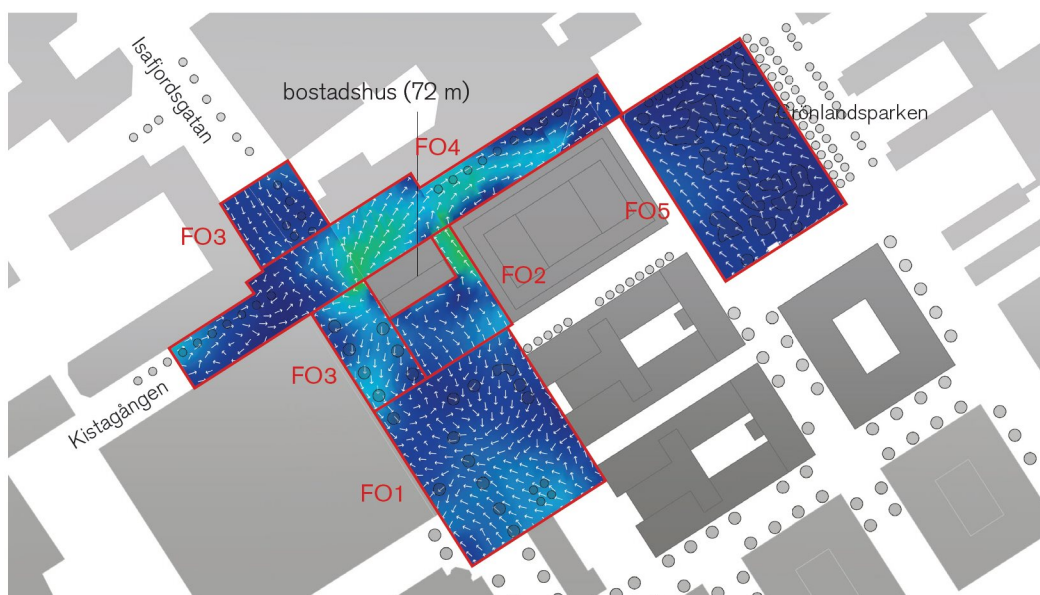 Isafjordsgatan
bostadshus (72 m)
Grönlandsparken
FO4
FO3
FO5
FO2
FO3
Kistagången
FO1